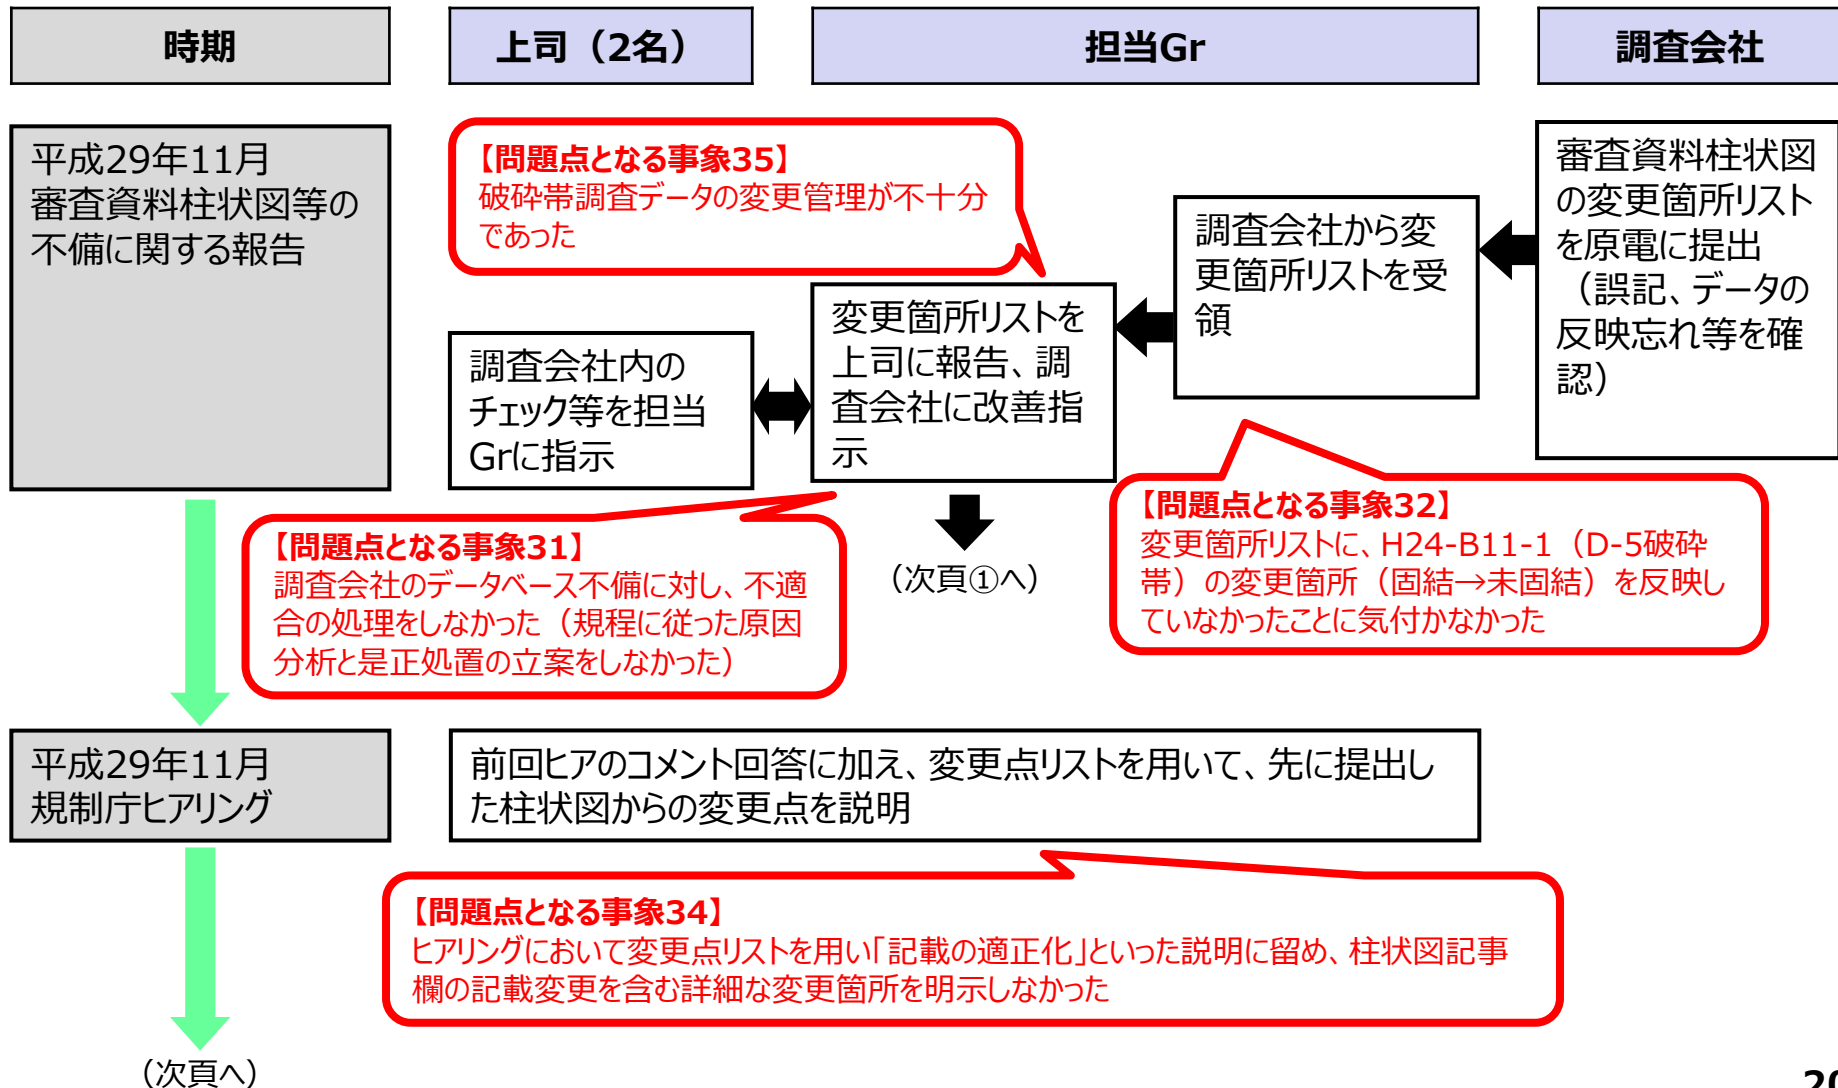 時期
上司（2名）
担当Gr
調査会社
平成29年11月
審査資料柱状図等の
不備に関する報告
【問題点となる事象35】
破砕帯調査データの変更管理が不十分
であった
審査資料柱状図
の変更箇所リスト
を原電に提出
（誤記、データの
反映忘れ等を確
認）
調査会社から変
更箇所リストを受
領
変更箇所リストを
上司に報告、調
査会社に改善指
示
調査会社内の
チェック等を担当
Grに指示
【問題点となる事象31】
調査会社のデータベース不備に対し、不適
合の処理をしなかった（規程に従った原因
分析と是正処置の立案をしなかった）
（次頁①へ）
【問題点となる事象32】
変更箇所リストに、H24-B11-1（D-5破砕
帯）の変更箇所（固結→未固結）を反映し
ていなかったことに気付かなかった
平成29年11月
規制庁ヒアリング
前回ヒアのコメント回答に加え、変更点リストを用いて、先に提出し
た柱状図からの変更点を説明
【問題点となる事象34】
ヒアリングにおいて変更点リストを用い「記載の適正化」といった説明に留め、柱状図記事
欄の記載変更を含む詳細な変更箇所を明示しなかった
（次頁へ）